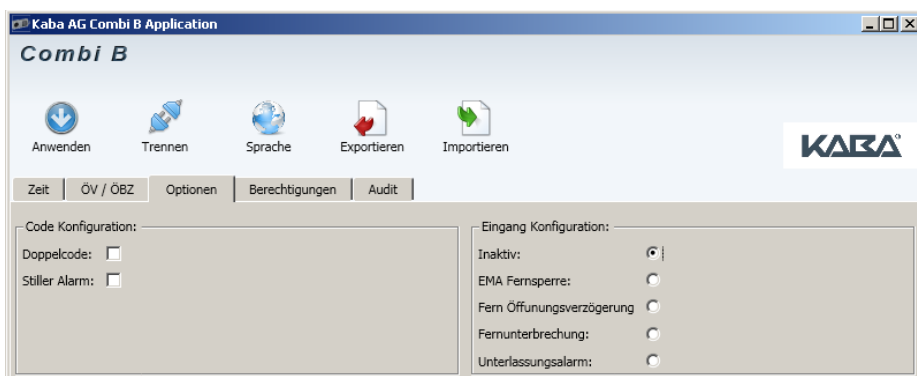 Kaba AG Combi B Application
Combi B
Anwenden Trennen Sprache Exportieren Importieren
KABA°
Zeit ÖV / ÖBZ Optionen Berechtigungen Audit
Code Konfiguration:
Doppelcode:
Stiller Alarm:
Eingang Konfiguration:
Inaktiv:
EMA Fernsperre:
Fern Öffunungsverzögerung
Fernunterbrechung:
Unterlassungsalarm: